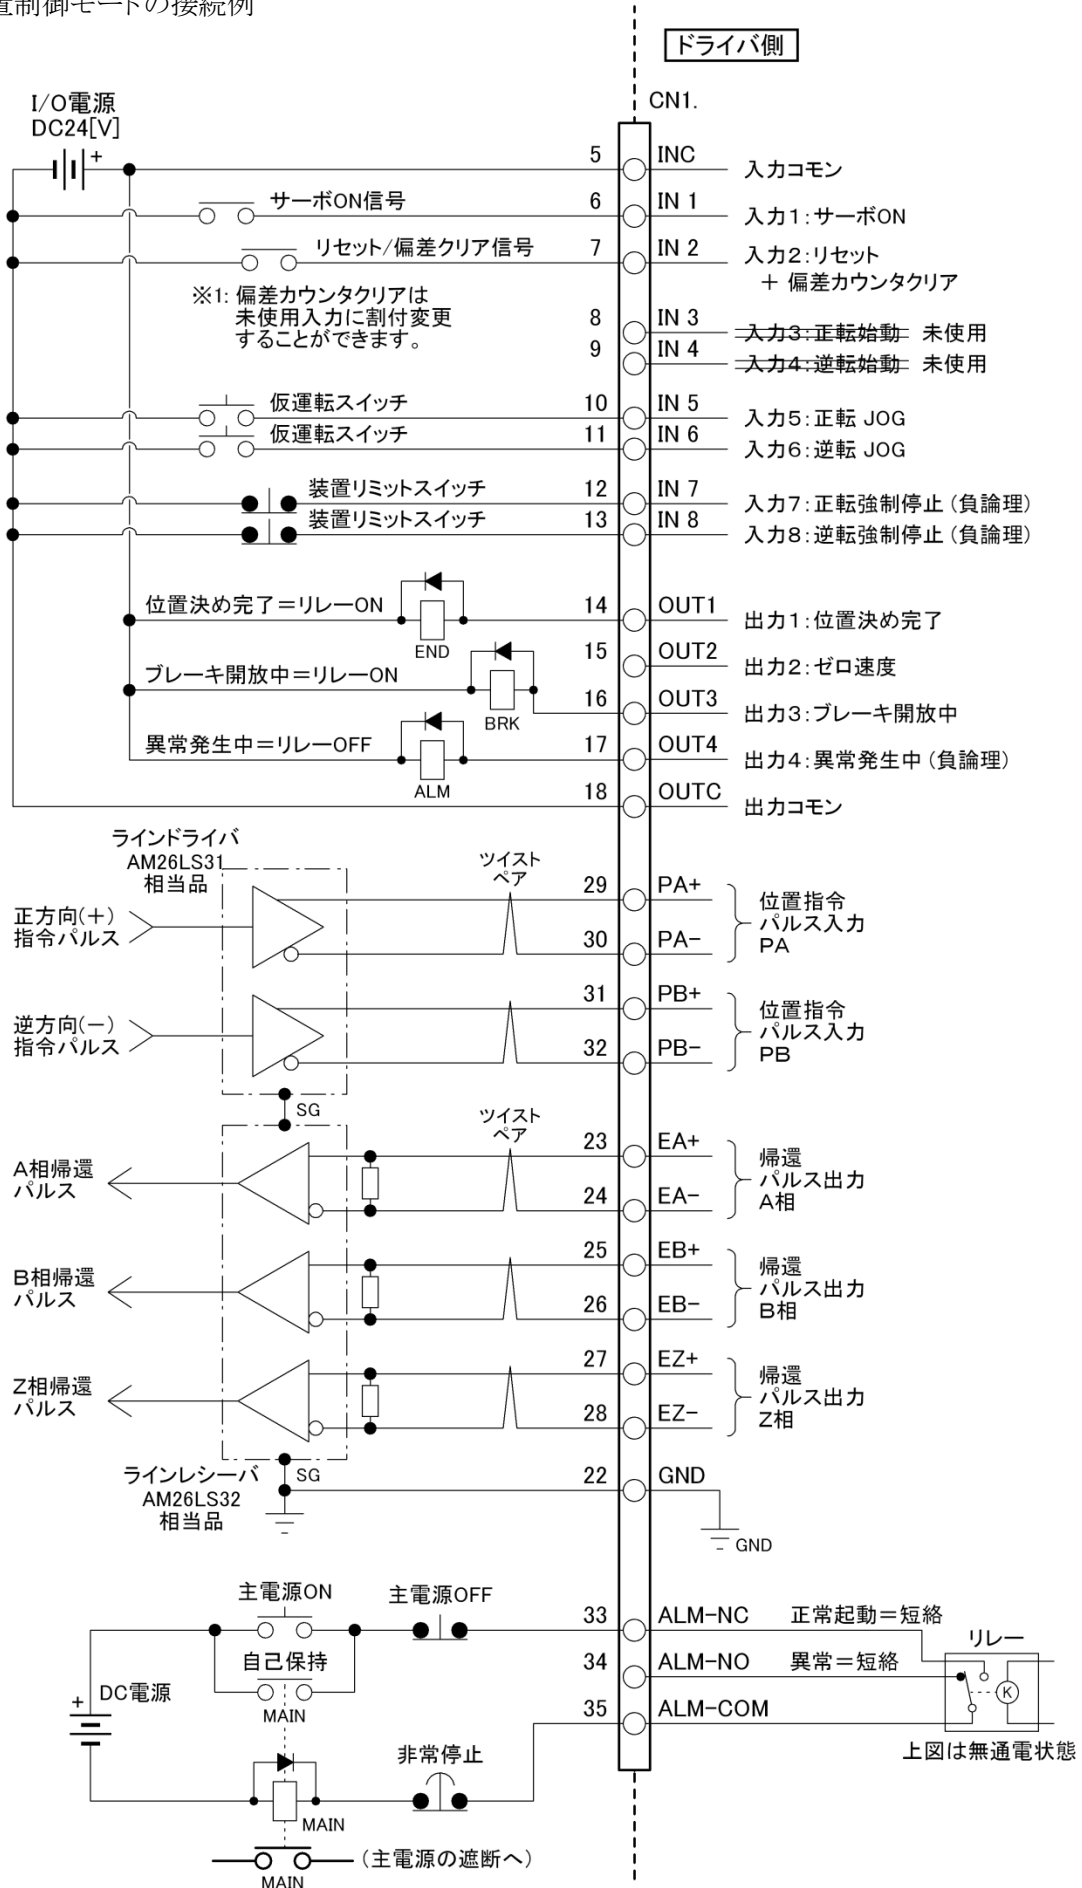 置制御モードの接続例
ドライバ側
CN1.
I/O電源
DC24[V]
+
5 INC 入力コモン
サーボON信号 6 IN 1 入力1:サーボON
リセット/偏差クリア信号 7 IN 2 入力2:リセット
+ 偏差カウンタクリア
※1: 偏差カウンタクリアは
未使用入力に割付変更
することができます。
8 IN 3 入力3:正転始動 未使用
9 IN 4 入力4:逆転始動 未使用
仮運転スイッチ 10 IN 5 入力5:正転 JOG
仮運転スイッチ 11 IN 6 入力6:逆転 JOG
装置リミットスイッチ 12 IN 7 入力7:正転強制停止(負論理)
装置リミットスイッチ 13 IN 8 入力8:逆転強制停止(負論理)
位置決め完了=リレーON 14 OUT1 出力1:位置決め完了
END
15 OUT2 出力2:ゼロ速度
ブレーキ開放中=リレーON
16 OUT3 出力3:ブレーキ開放中
BRK
異常発生中=リレーOFF 17 OUT4 出力4:異常発生中(負論理)
ALM
18 OUTC 出力コモン
ラインドライバ
AM26LS31
相当品
ツイスト
ペア
正方向(+)
指令パルス
29 PA+
30 PA-
位置指令
パルス入力
PA
逆方向(-)
指令パルス
31 PB+
32 PB-
位置指令
パルス入力
PB
SG
ツイスト
ペア
A相帰還
パルス
23 EA+
24 EA-
帰還
パルス出力
A相
B相帰還
パルス
25 EB+
26 EB-
帰還
パルス出力
B相
Z相帰還
パルス
27 EZ+
28 EZ-
帰還
パルス出力
Z相
ラインレシーバ
AM26LS32
相当品
SG
22 GND
GND
主電源ON
主電源OFF
33 ALM-NC 正常起動=短絡
リレー
自己保持
34 ALM-NO 異常=短絡
K
+ DC電源
MAIN
35 ALM-COM
上図は無通電状態
非常停止
MAIN
(主電源の遮断へ)
MAIN